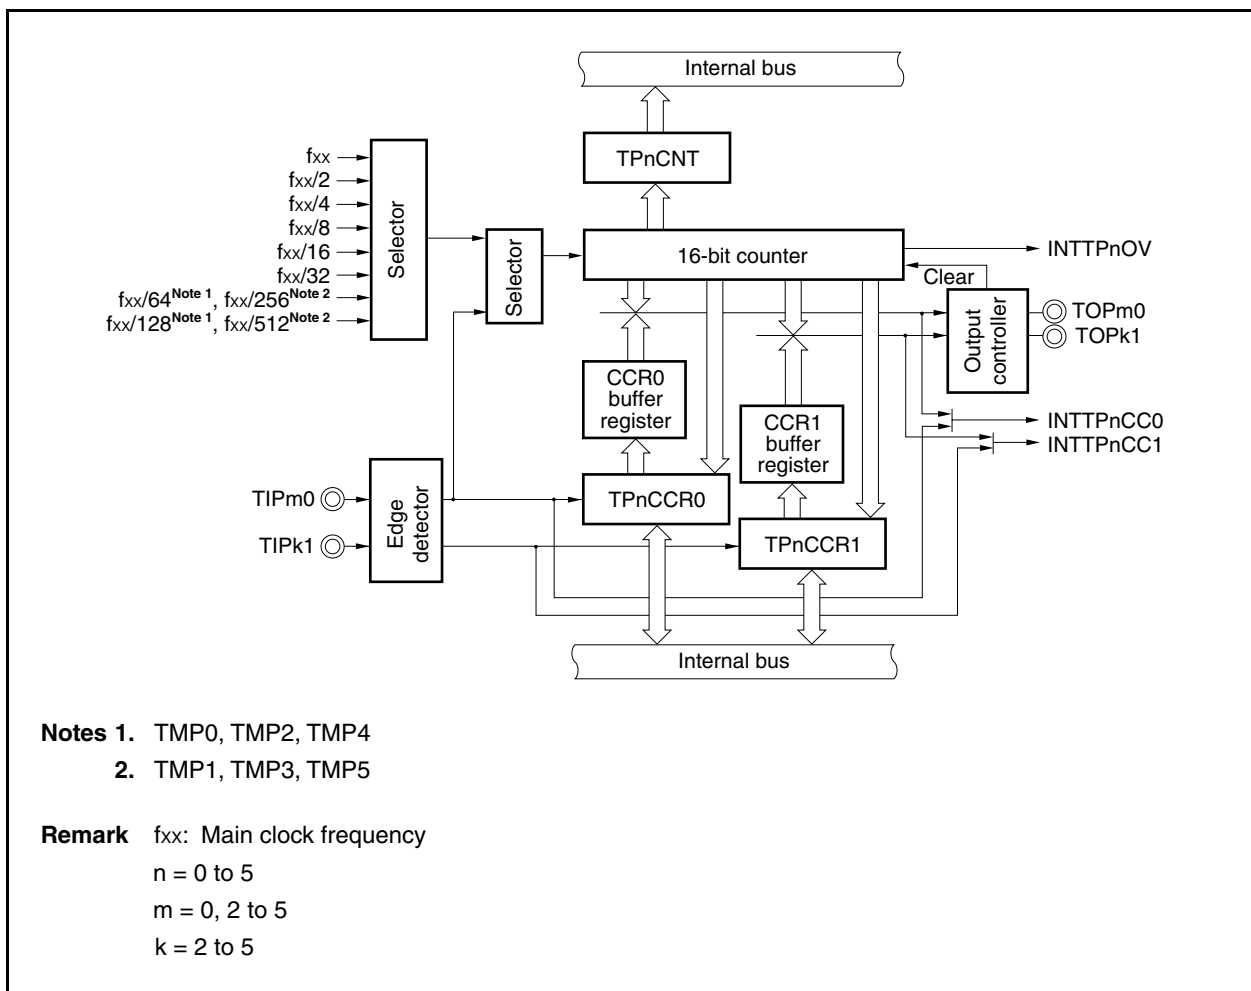 Internal bus
TPnCNT
fxx
fxx/2
fxx/4
fxx/8
fxx/16
fxx/32
fxx/64Note 1, fxx/256Note 2
fxx/128Note 1, fxx/512Note 2
Selector
Selector
16-bit counter
INTTPnOV
Clear
TOPm0
TOPk1
Output
controller
CCR0
buffer
register
CCR1
buffer
register
INTTPnCC0
INTTPnCC1
TIPm0
TIPk1
Edge
detector
TPnCCR0
TPnCCR1
Internal bus
Notes 1. TMP0, TMP2, TMP4
2. TMP1, TMP3, TMP5
Remark fxx: Main clock frequency
n = 0 to 5
m = 0, 2 to 5
k = 2 to 5